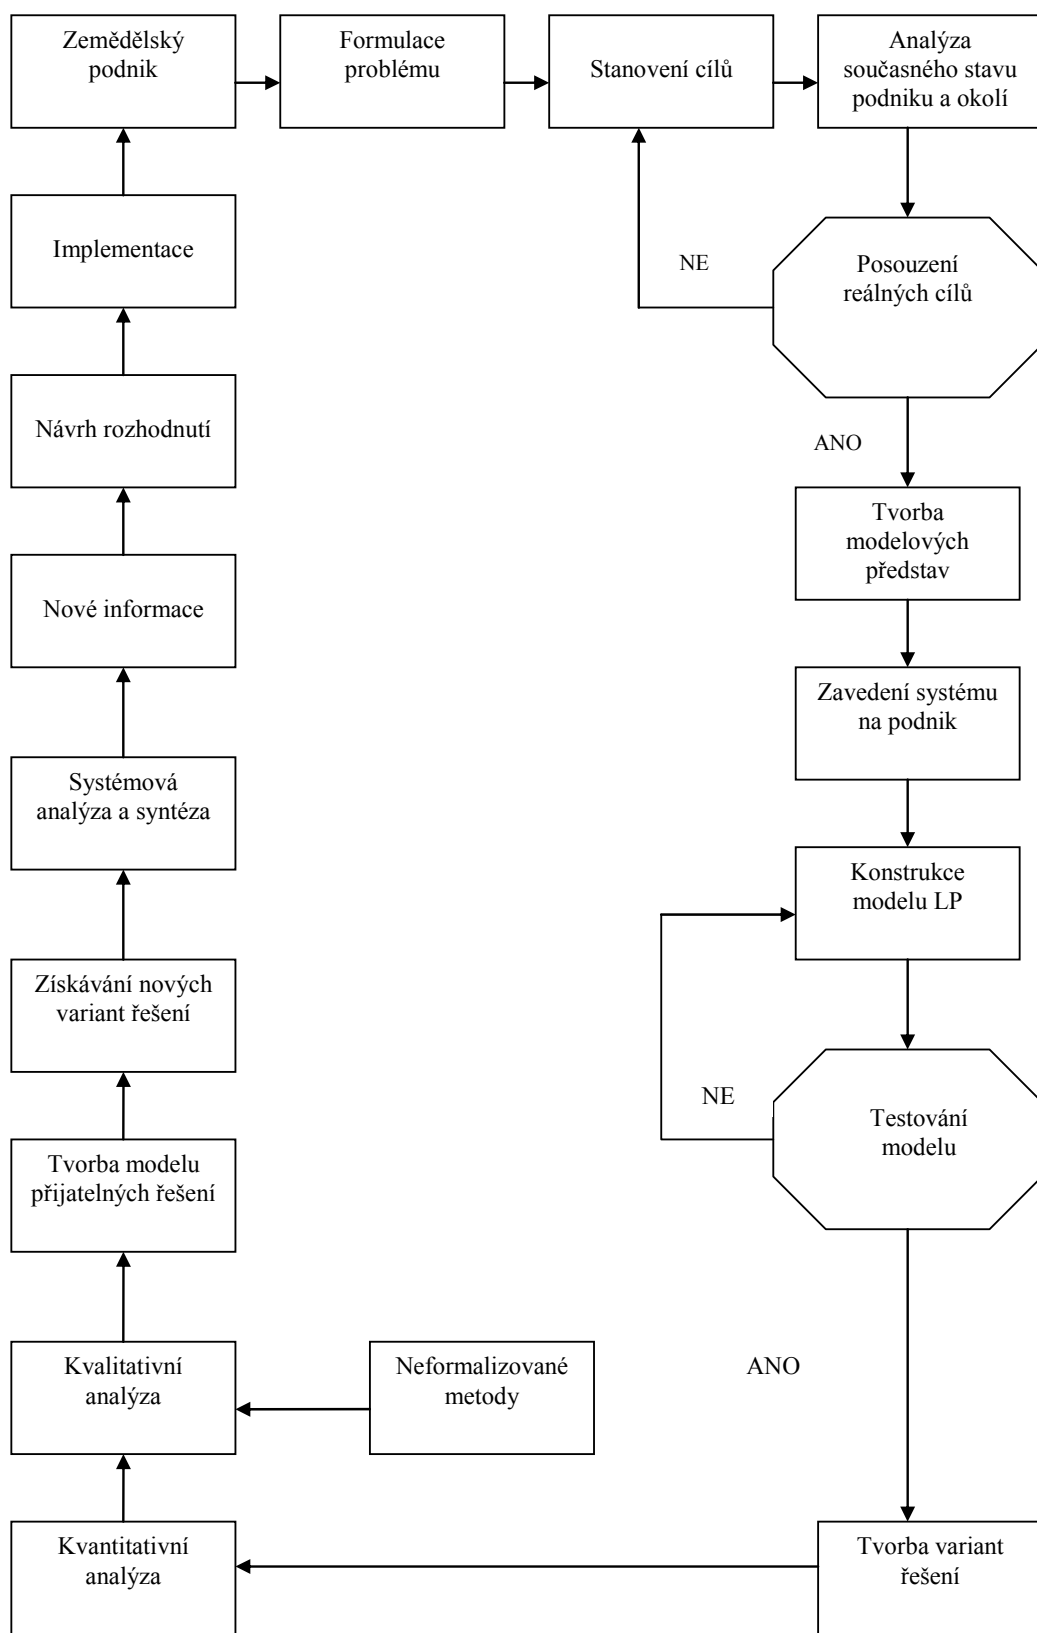 Zemědělský
podnik
Formulace
problému
Stanovení cílů
Analýza
současného stavu
podniku a okolí
Implementace
NE
Posouzení
reálných cílů
Návrh rozhodnutí
ANO
Tvorba
modelových
představ
Nové informace
Zavedení systému
na podnik
Systémová
analýza a syntéza
Konstrukce
modelu LP
Získávání nových
variant řešení
NE
Testování
modelu
Tvorba modelu
přijatelných řešení
Kvalitativní
analýza
Neformalizované
metody
ANO
Kvantitativní
analýza
Tvorba variant
řešení